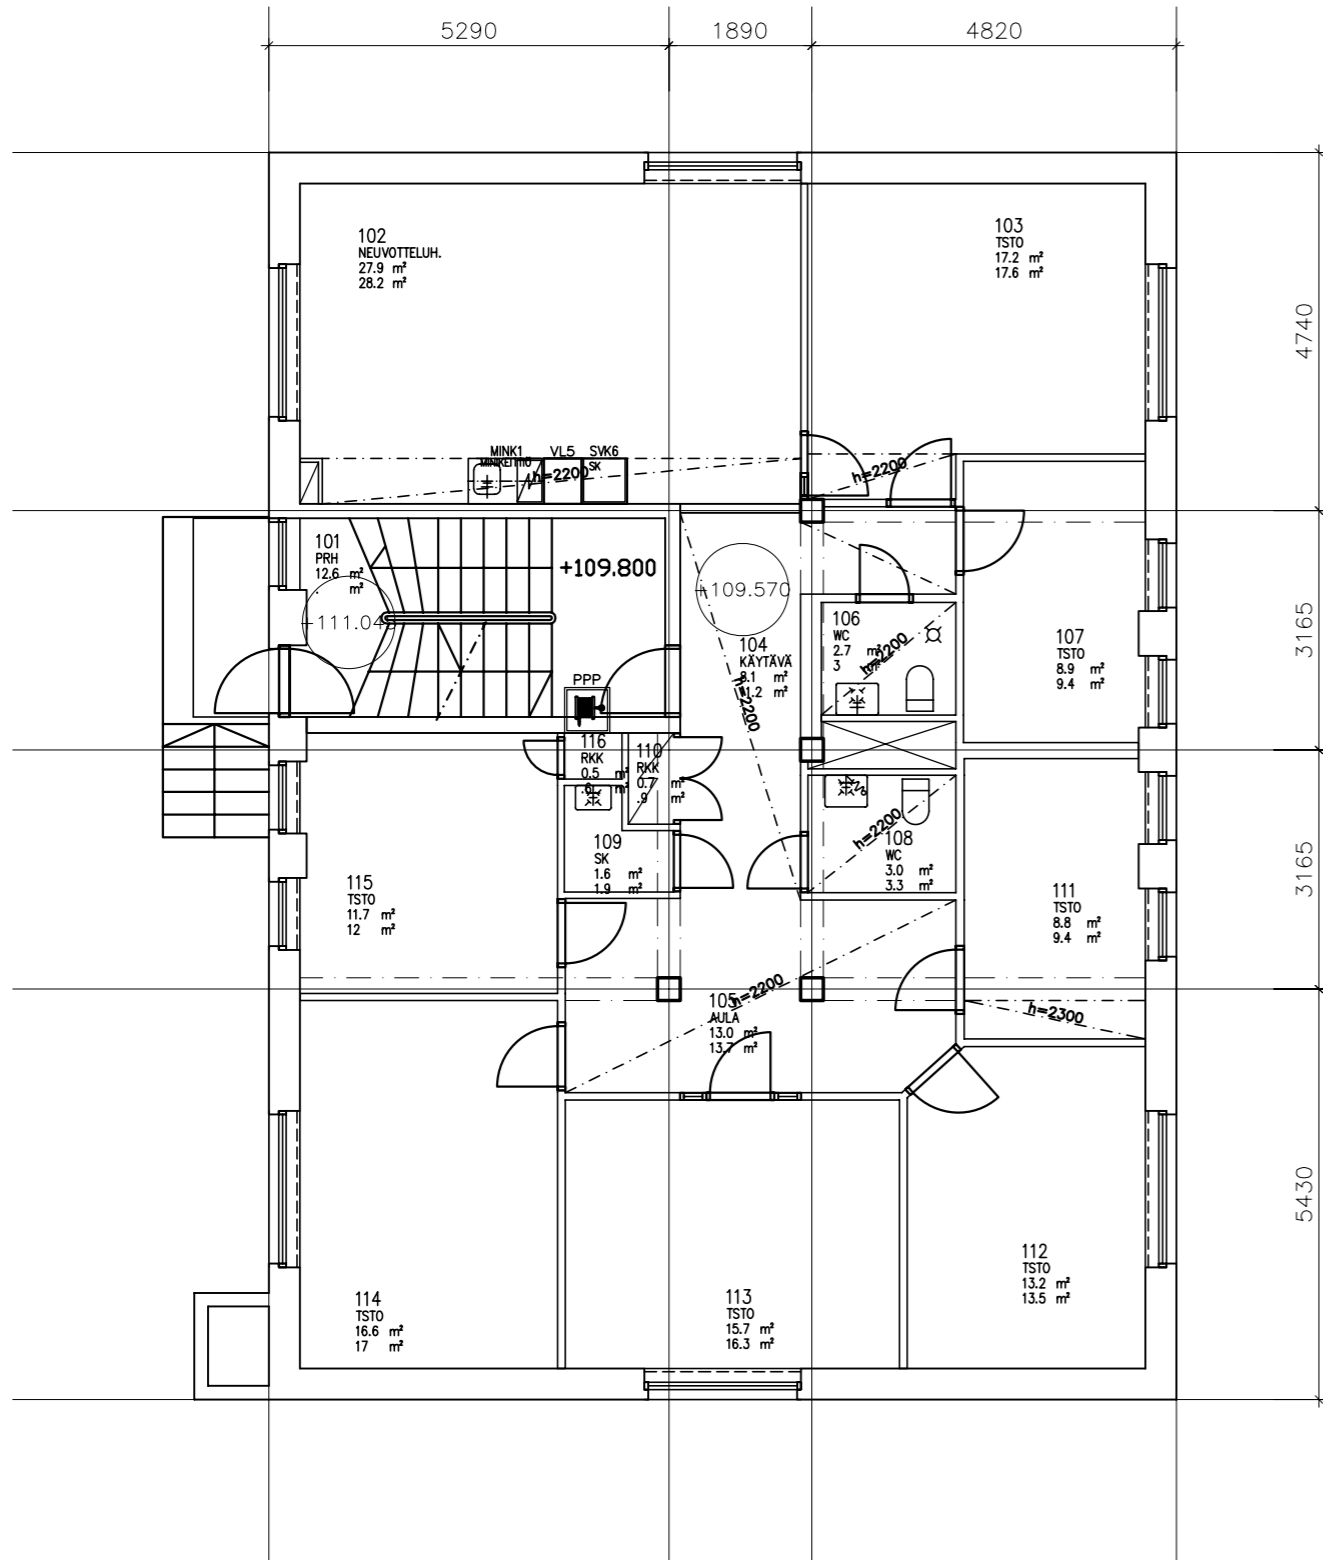 5290
1890
4820
102
NEUVOTTELUH.
27.9 m²
28.2 m²
103
TSTO
17.2 m²
17.6 m²
4740
MINK1
MINIKEITTIÖ
VL5
SVK6
SK
h=2200
h=2200
101
PRH
12.6 m²
m²
+109.800
+109.570
+111.04
3165
106
WC
2.7 m²
3
h=2200
107
TSTO
8.9 m²
9.4 m²
104
KÄYTÄVÄ
8.1 m²
h=2200
PPP
116
RKK
0.5 m²
.6 m²
110
RKK
0.7 m²
.9 m²
109
SK
1.6 m²
1.9 m²
h=2200
108
WC
3.0 m²
3.3 m²
3165
115
TSTO
11.7 m²
12 m²
111
TSTO
8.8 m²
9.4 m²
h=2200
105
AULA
13.0 m²
13.7 m²
h=2300
5430
112
TSTO
13.2 m²
13.5 m²
114
TSTO
16.6 m²
17 m²
113
TSTO
15.7 m²
16.3 m²